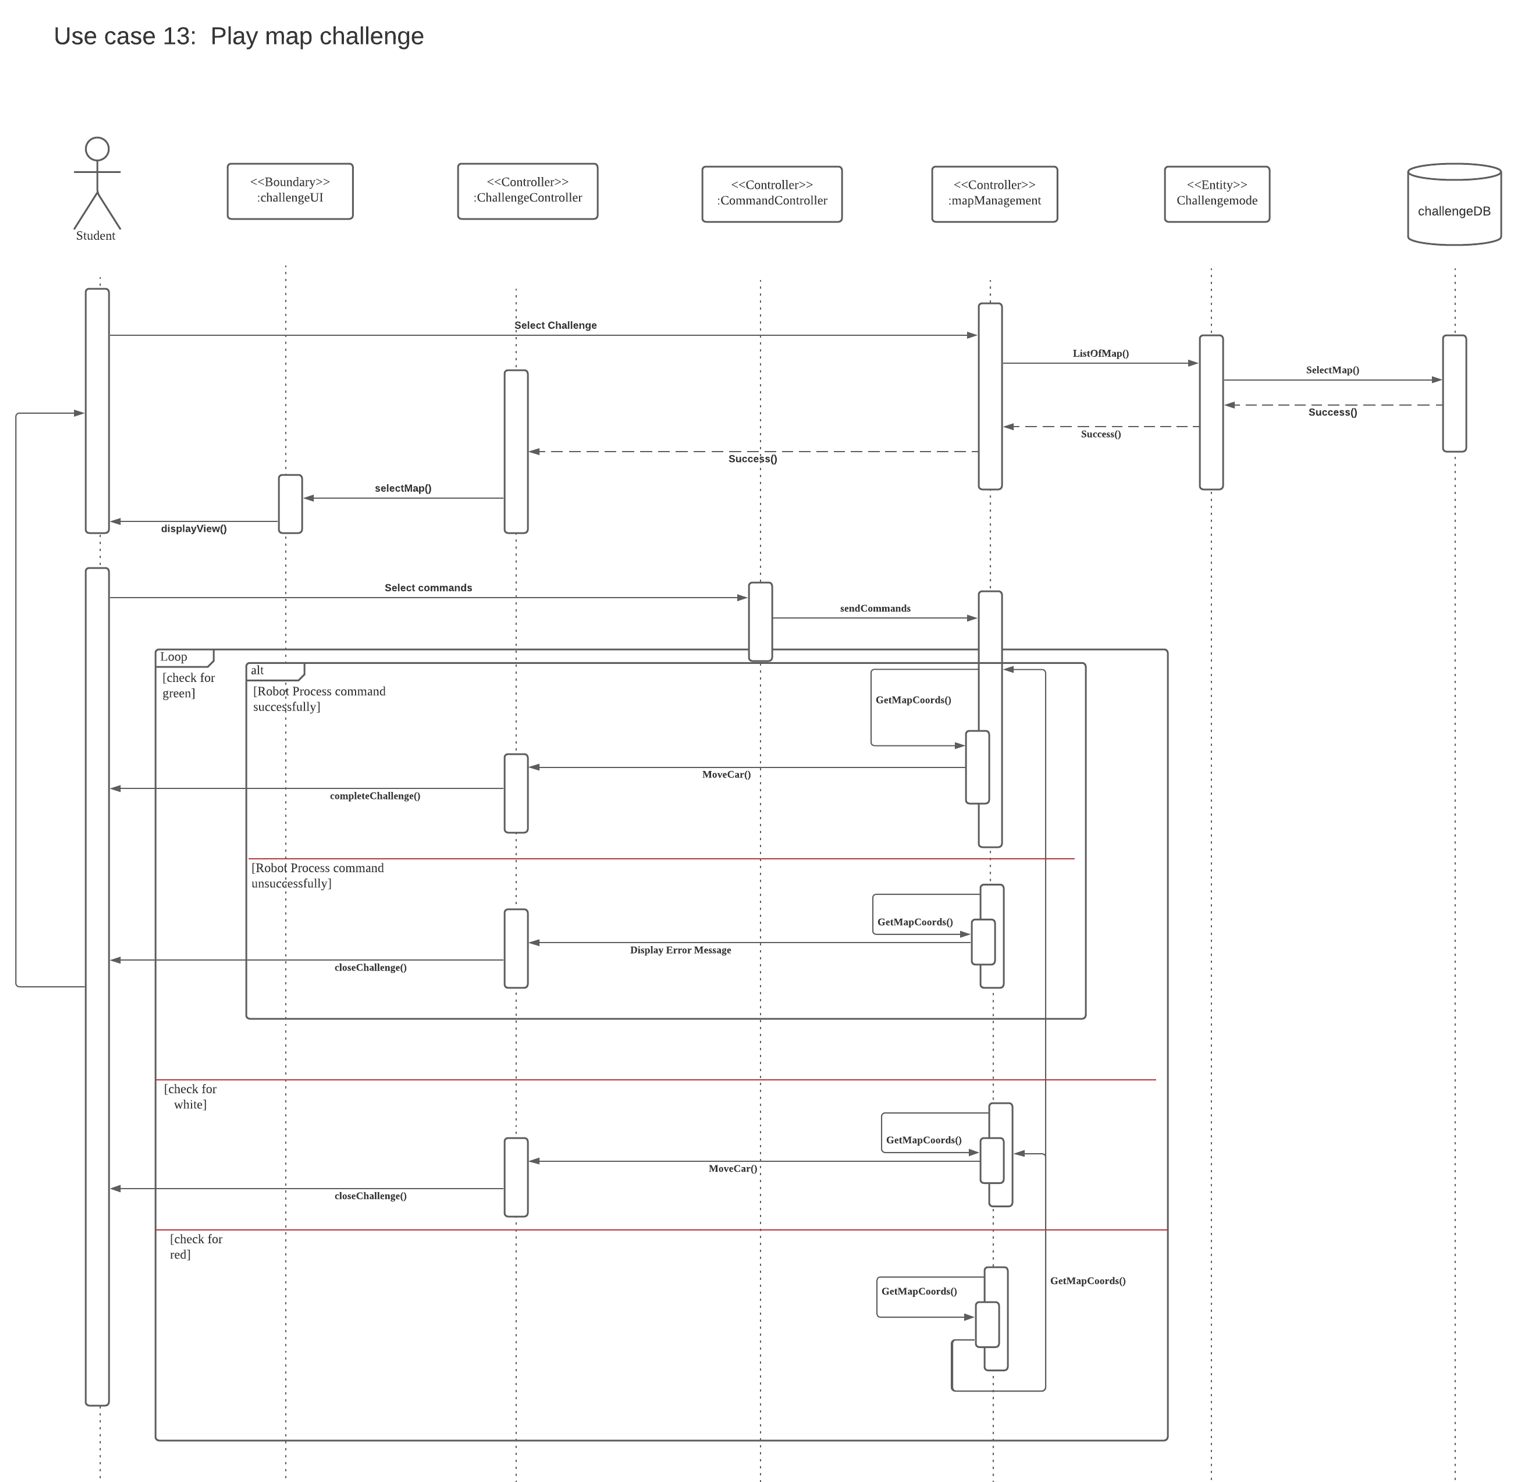 Use case 13:  Play map challenge
Student
<<Boundary>>
:challengeUI
<<Controller>>
:ChallengeController
<<Controller>>
:CommandController
<<Controller>>
:mapManagement
<<Entity>>
Challengemode
challengeDB
Select Challenge
ListOfMap()
SelectMap()
Success()
Success()
Success()
selectMap()
displayView()
Select commands
sendCommands
Loop
[check for
green]
alt
[Robot Process command
successfully]
GetMapCoords()
MoveCar()
completeChallenge()
[Robot Process command
unsuccessfully]
GetMapCoords()
Display Error Message
closeChallenge()
[check for
white]
GetMapCoords()
MoveCar()
closeChallenge()
[check for
red]
GetMapCoords()
GetMapCoords()